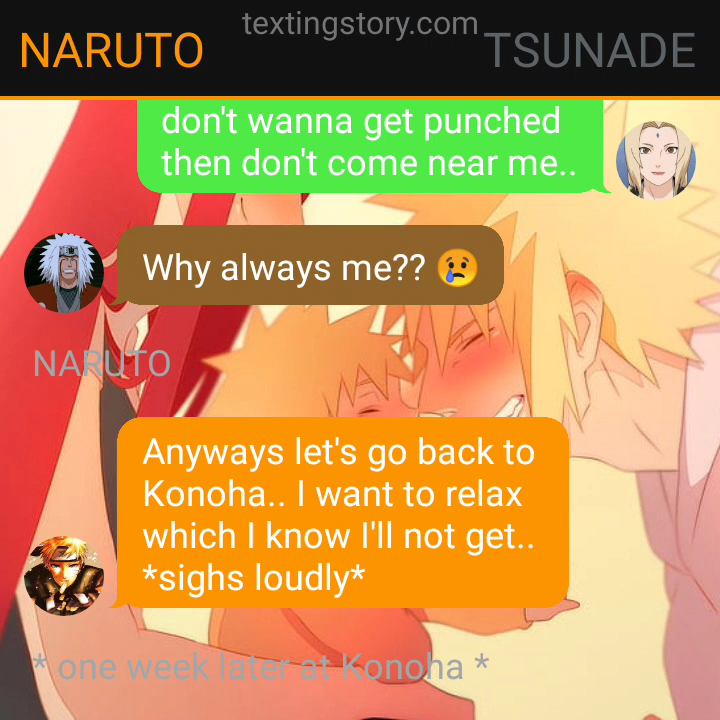 textingstory.com
NARUTO
TSUNADE
don't wanna get punched
then don't come near me..
Why always me?? 😢
NARUTO
Anyways let's go back to
Konoha.. I want to relax
which I know I'll not get..
*sighs loudly*
* one week later at Konoha *